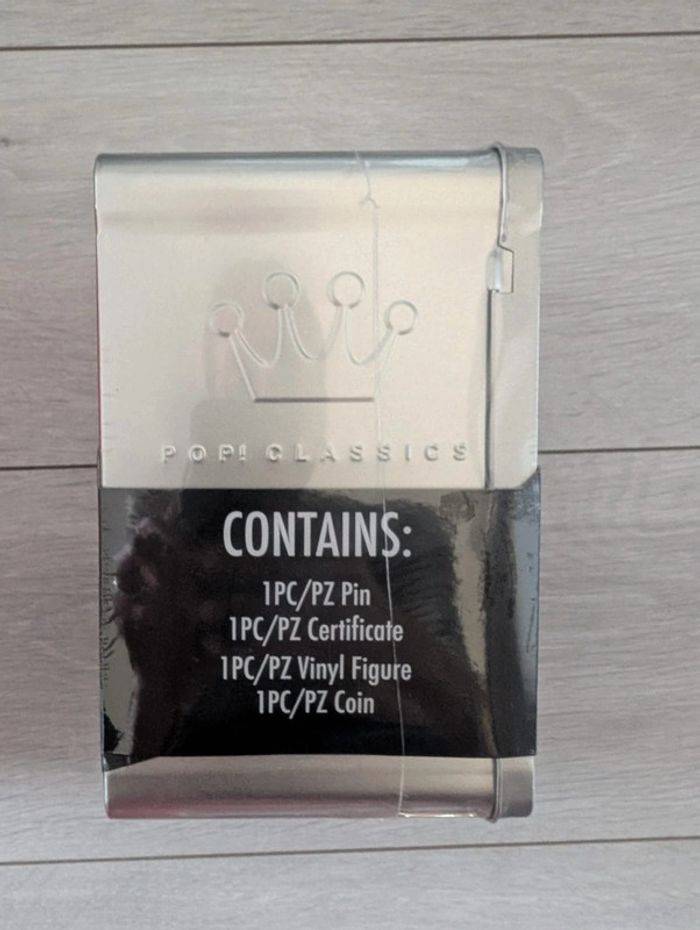 POP! CLASSICS
CONTAINS:
1PC/PZ Pin
1PC/PZ Certificate
1PC/PZ Vinyl Figure
1PC/PZ Coin